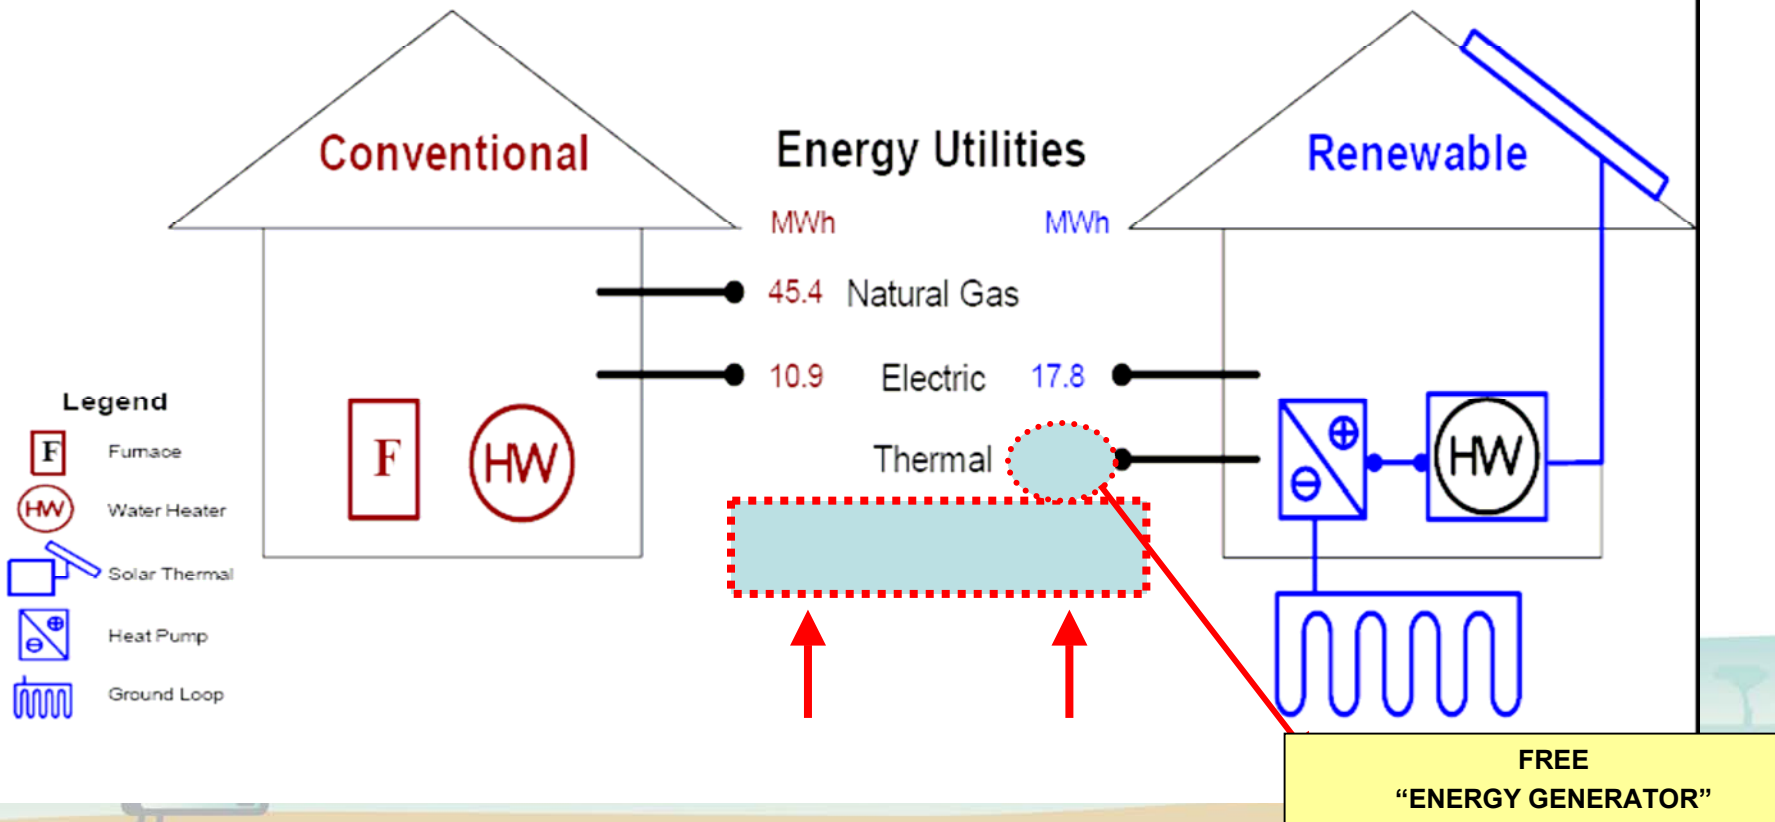 Conventional
Energy Utilities
Renewable
MWh
MWh
45.4 Natural Gas
10.9 Electric 17.8
Thermal
F
HW
HW
Legend
F Furnace
HW Water Heater
Solar Thermal
Heat Pump
Ground Loop
FREE
“ENERGY GENERATOR”